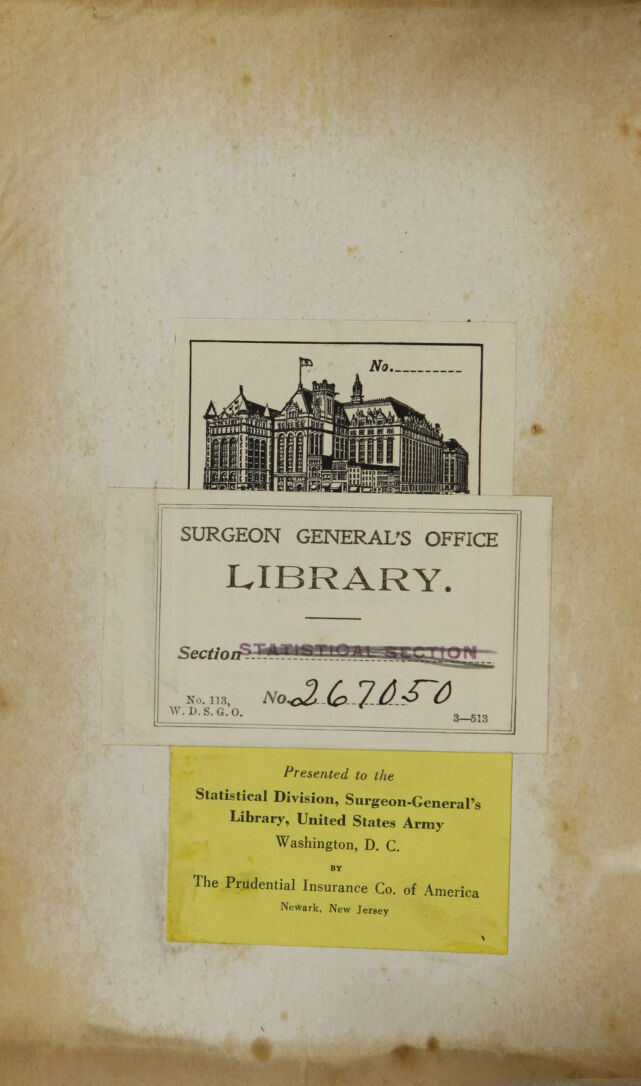 No.
SURGEON GENERAL'S OFFICE
LIBRARY.
Section STATISTICAL SECTION
No. 113,
W. D. S. G. O.
No. 267050
3—513
Presented to the
Statistical Division, Surgeon-General's
Library, United States Army
Washington, D. C.
BY
The Prudential Insurance Co. of America
Newark, New Jersey